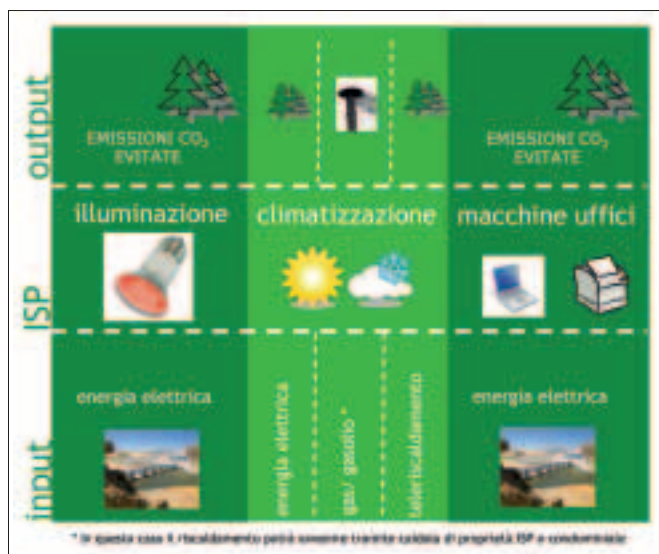 output
EMISSIONI CO₂
EVITATE
EMISSIONI CO₂
EVITATE
ISP
illuminazione
climatizzazione
macchine uffici
input
energia elettrica
energia elettrica
gas/ gasolio *
teleriscaldamento
energia elettrica
* In questo caso il riscaldamento potrà avvenire tramite caldaia di proprietà ISP o condominiale